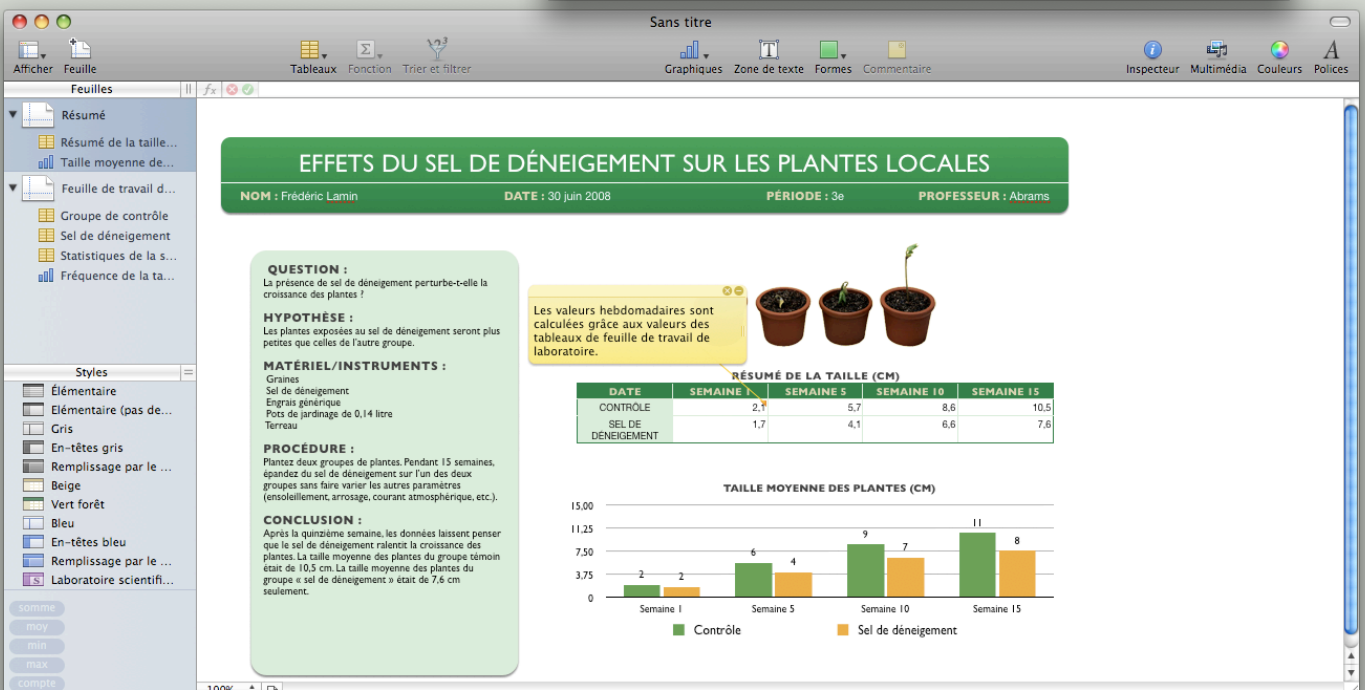 Sans titre
Afficher Feuille Tableaux Fonction Trier et filtrer Graphiques Zone de texte Formes Commentaire Inspecteur Multimédia Couleurs Polices
Feuilles
fx
Résumé
Résumé de la taille...
Taille moyenne de...
Feuille de travail d...
Groupe de contrôle
Sel de déneigement
Statistiques de la s...
Fréquence de la ta...
Styles
Élémentaire
Elémentaire (pas de...
Gris
En-têtes gris
Remplissage par le ...
Beige
Vert forêt
Bleu
En-têtes bleu
Remplissage par le ...
S Laboratoire scientifi...
somme
moy
min
max
compte
EFFETS DU SEL DE DÉNEIGEMENT SUR LES PLANTES LOCALES
NOM : Frédéric Lamin DATE : 30 juin 2008 PÉRIODE : 3e PROFESSEUR : Abrams
QUESTION :
La présence de sel de déneigement perturbe-t-elle la
croissance des plantes ?
HYPOTHÈSE :
Les plantes exposées au sel de déneigement seront plus
petites que celles de l'autre groupe.
MATÉRIEL/INSTRUMENTS :
Graines
Sel de déneigement
Engrais générique
Pots de jardinage de 0,14 litre
Terreau
PROCÉDURE :
Plantez deux groupes de plantes. Pendant 15 semaines,
épandez du sel de déneigement sur l'un des deux
groupes sans faire varier les autres paramètres
(ensoleillement, arrosage, courant atmosphérique, etc.).
CONCLUSION :
Après la quinzième semaine, les données laissent penser
que le sel de déneigement ralentit la croissance des
plantes. La taille moyenne des plantes du groupe témoin
était de 10,5 cm. La taille moyenne des plantes du
groupe « sel de déneigement » était de 7,6 cm
seulement.
Les valeurs hebdomadaires sont
calculées grâce aux valeurs des
tableaux de feuille de travail de
laboratoire.
RÉSUMÉ DE LA TAILLE (CM)
DATE SEMAINE 1 SEMAINE 5 SEMAINE 10 SEMAINE 15
CONTRÔLE 2,1 5,7 8,6 10,5
SEL DE 1,7 4,1 6,6 7,6
DÉNEIGEMENT
TAILLE MOYENNE DES PLANTES (CM)
15,00
11,25
7,50
3,75
0
2 2 6 4 9 7 11 8
Semaine 1 Semaine 5 Semaine 10 Semaine 15
Contrôle Sel de déneigement
100%